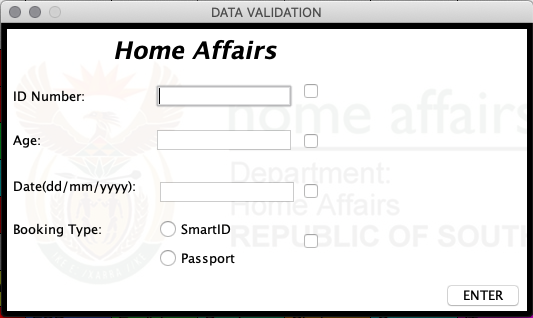 DATA VALIDATION
Home Affairs
ID Number:
home affairs
Age:
Department:
Date(dd/mm/yyyy):
Home Affairs
Booking Type:
SmartID
REPUBLIC OF SOUT
Passport
ENTER